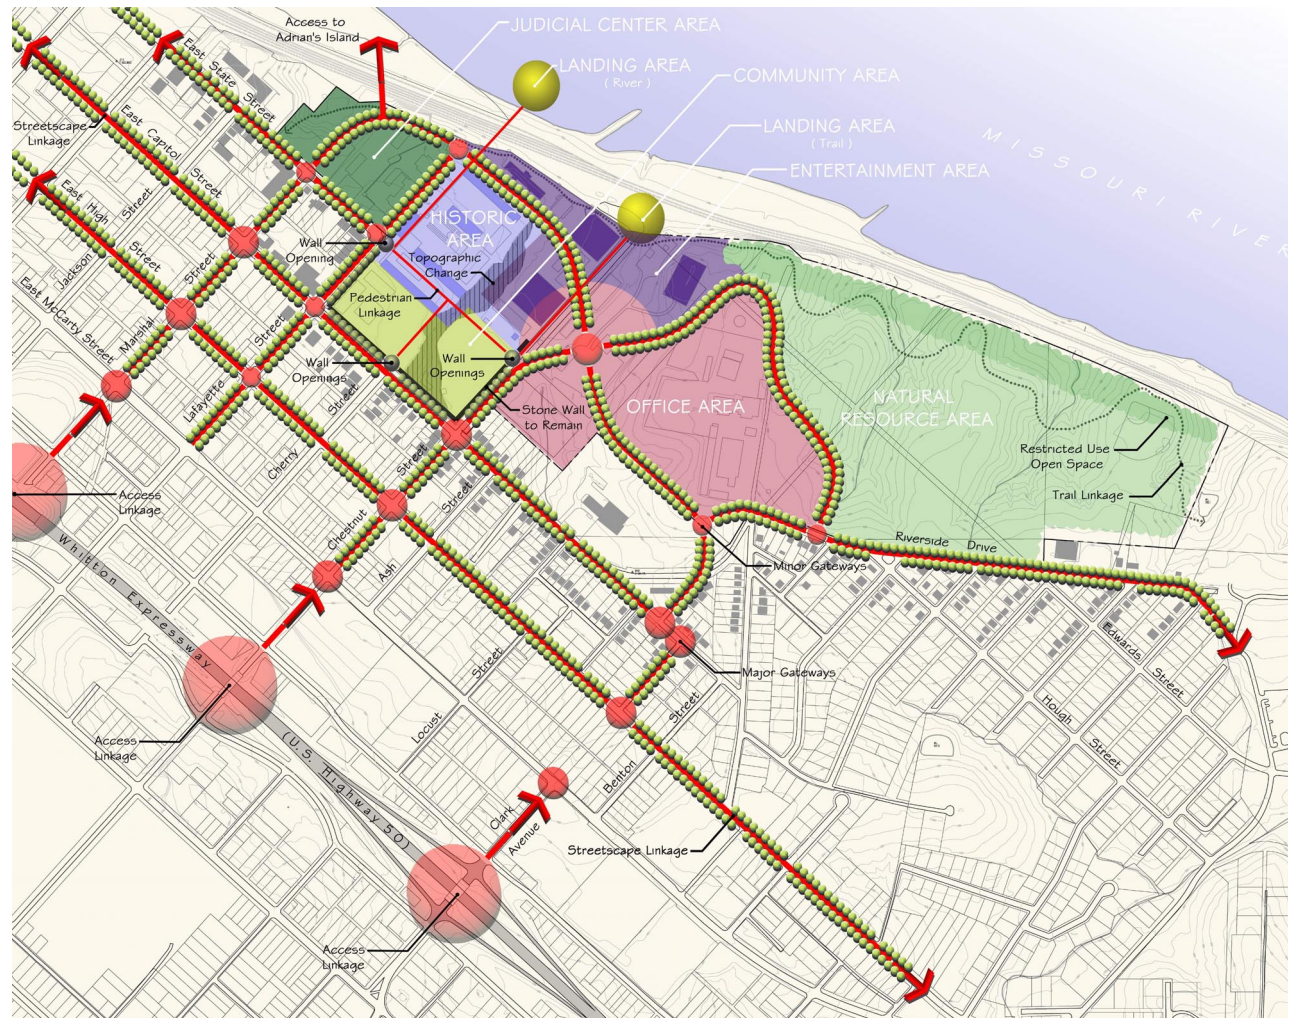 Access to
Adrian's Island
JUDICIAL CENTER AREA
LANDING AREA
( River )
COMMUNITY AREA
LANDING AREA
( Trail )
ENTERTAINMENT AREA
MISSOURI RIVER
East State Street
Streetscape
Linkage
East Capitol Street
East High Street
Jackson Street
East McCarty Street
Marshal Street
Lafayette Street
Cherry Street
HISTORIC
AREA
Wall
Opening
Topographic
Change
Pedestrian
Linkage
Wall
Openings
Wall
Openings
Stone Wall
to Remain
OFFICE AREA
NATURAL
RESOURCE AREA
Restricted Use
Open Space
Trail Linkage
Riverside Drive
Minor Gateways
Major Gateways
Access
Linkage
Whitton Expressway
(U.S. Highway 50)
Chestnut Street
Ash Street
Locust Street
Benton Street
Edwards Street
Hough Street
Access
Linkage
Clark
Avenue
Streetscape Linkage
Access
Linkage